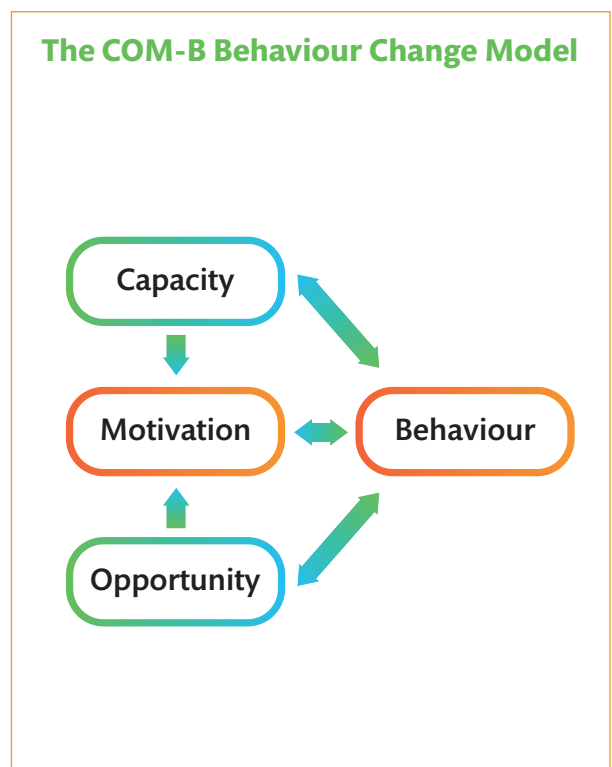 The COM-B Behaviour Change Model
Capacity
Motivation
Behaviour
Opportunity